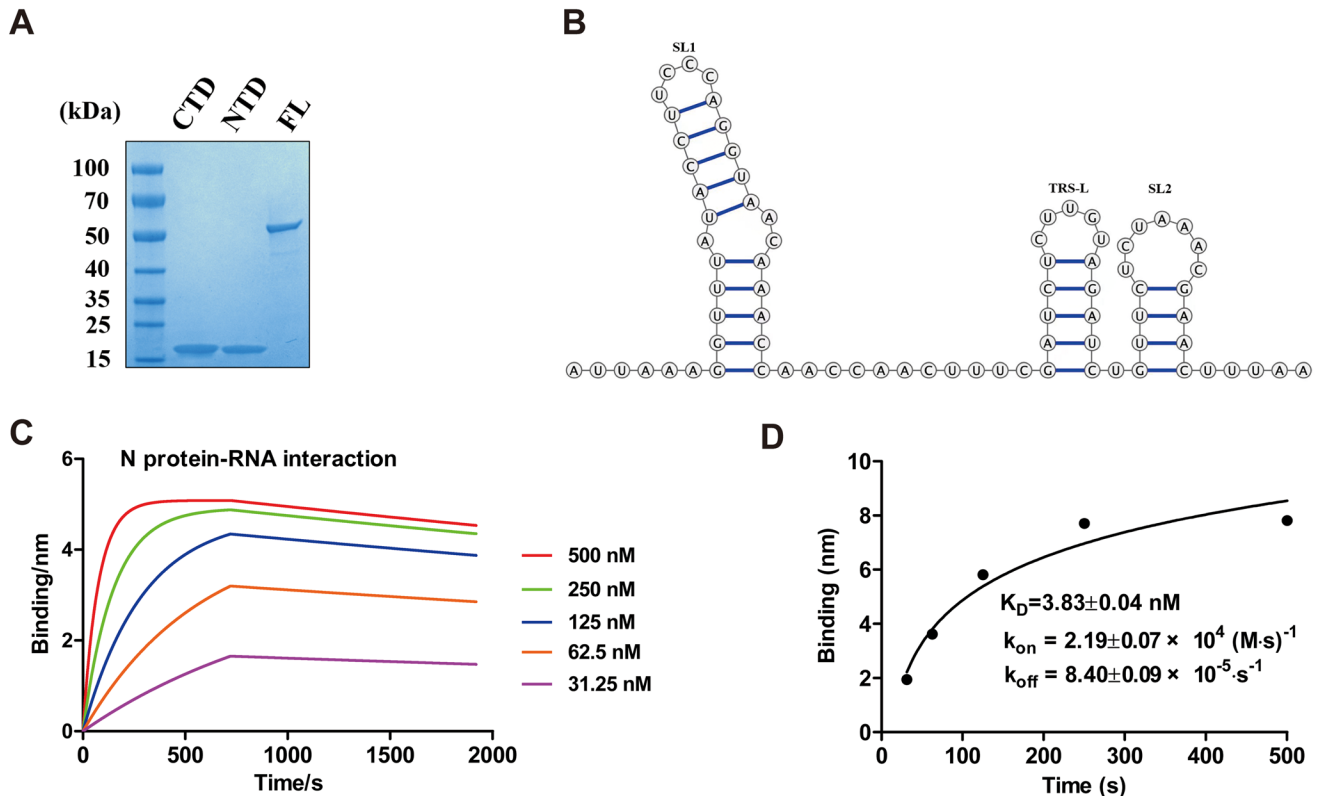 A
(kDa)
CTD NTD FL
100
70
50
40
35
25
15
B
SL1
TRS-L
SL2
AUUAAAGGUUUAUACCUUCCCAGGUAACAAACCAACCAACUUUCGAUCUCUUGUAGAUCUGUUCUCUAAACGAACUUUAA
C
N protein-RNA interaction
Binding/nm
6
4
2
0
0 500 1000 1500 2000
Time/s
500 nM
250 nM
125 nM
62.5 nM
31.25 nM
D
Binding (nm)
10
8
6
4
2
0
K_D=3.83±0.04 nM
k_on = 2.19±0.07 × 10^4 (M·s)^-1
k_off = 8.40±0.09 × 10^-5·s^-1
0 100 200 300 400 500
Time (s)